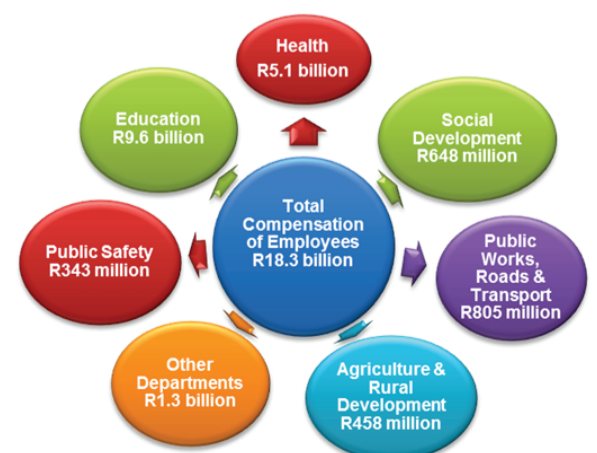 Health
R5.1 billion
Education
R9.6 billion
Social
Development
R648 million
Total
Compensation
of Employees
R18.3 billion
Public Safety
R343 million
Public
Works,
Roads &
Transport
R805 million
Other
Departments
R1.3 billion
Agriculture &
Rural
Development
R458 million